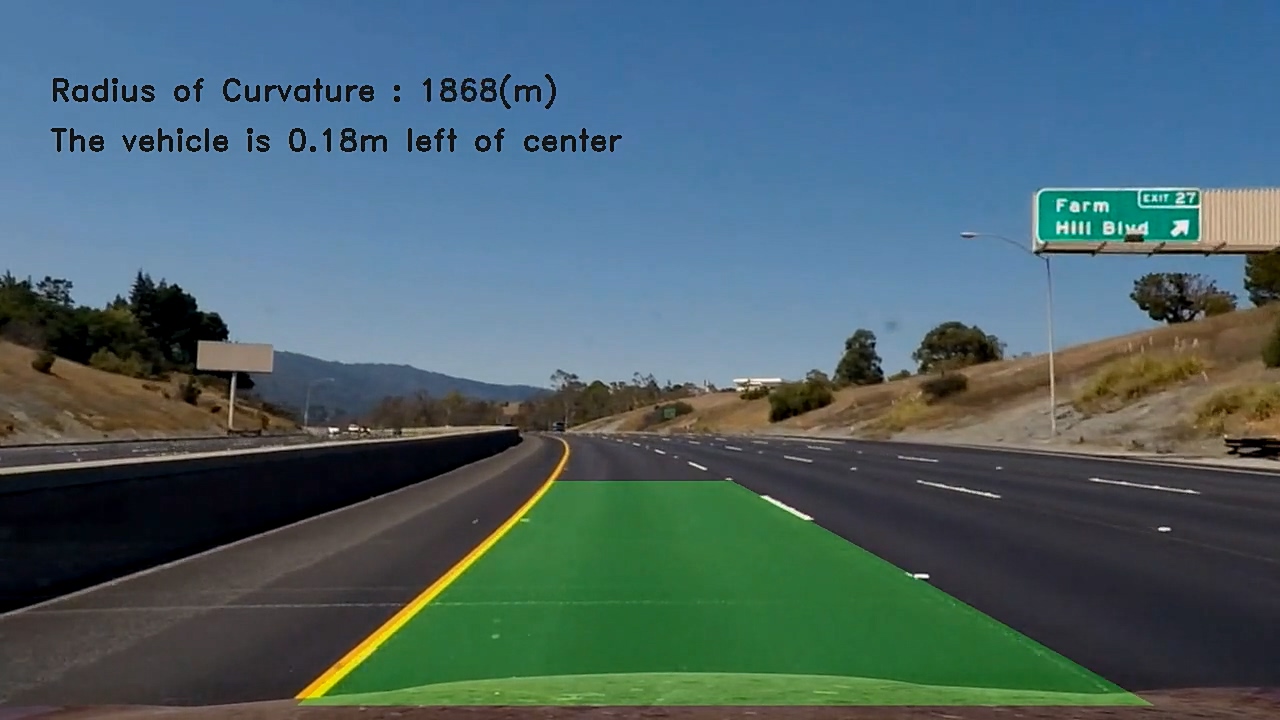 Radius of Curvature : 1868(m)
The vehicle is 0.18m left of center
EXIT 27
Farm
Hill Blvd